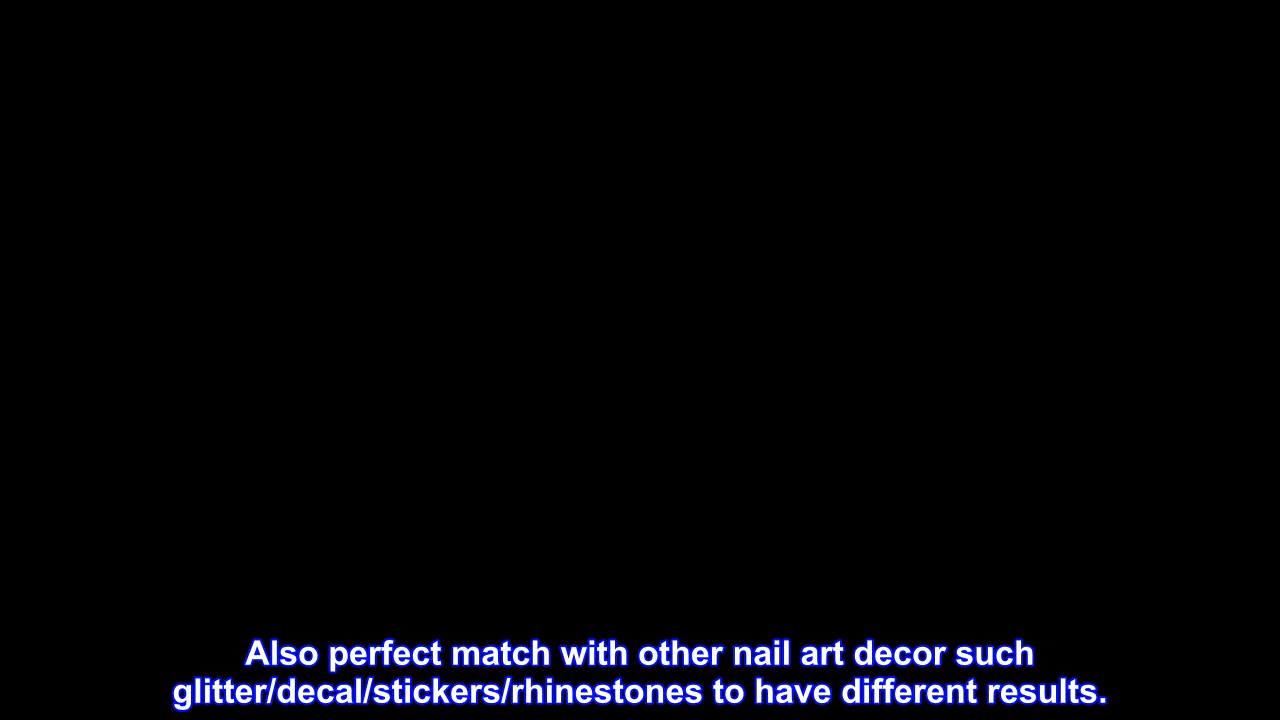 Also perfect match with other nail art decor such
glitter/decal/stickers/rhinestones to have different results.